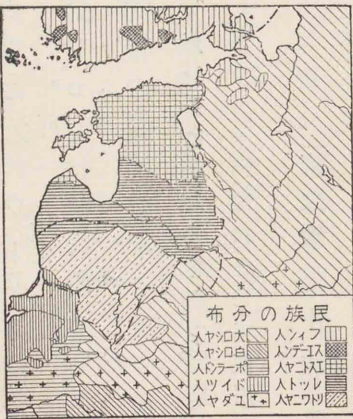 民族の分布
フィン人
スエーデン人
エストニヤ人
レット人
リトワニヤ人
大ロシヤ人
白ロシヤ人
ポーランド人
ドイツ人
ユダヤ人